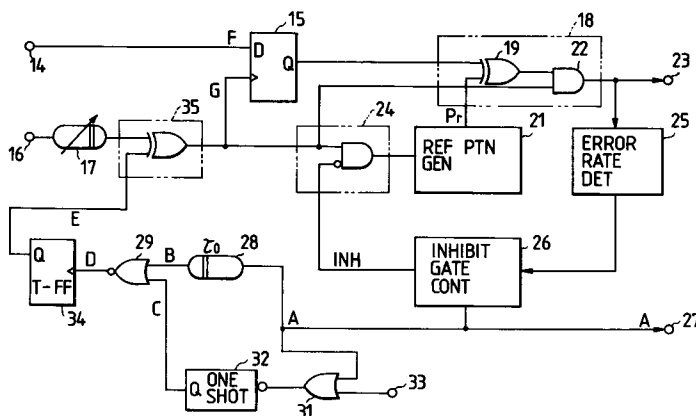 15
18
14
F
D
Q
19
22
23
G
35
24
Pr
21
25
16
17
REF PTN
GEN
ERROR
RATE
DET
E
26
Q
T-FF
34
D
29
B
τ0
28
INH
INHIBIT
GATE
CONT
C
A
A
27
32
Q ONE
SHOT
31
33